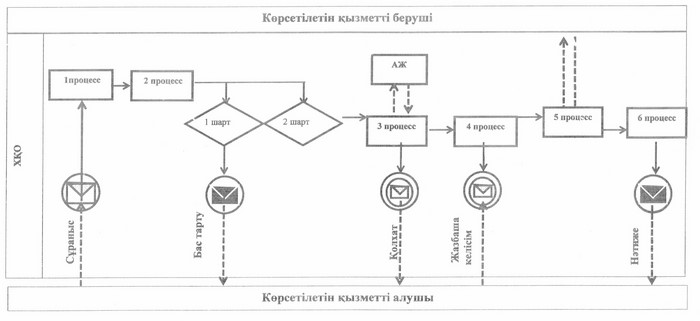 Көрсетілетін қызметті беруші
ХҚО
1процесс
2 процесс
АЖ
1 шарт
2 шарт
3 процесс
4 процесс
5 процесс
6 процесс
Сұраныс
Бас тарту
Қолхат
Жазбаша
келісім
Нәтиже
Көрсетілетін қызметті алушы